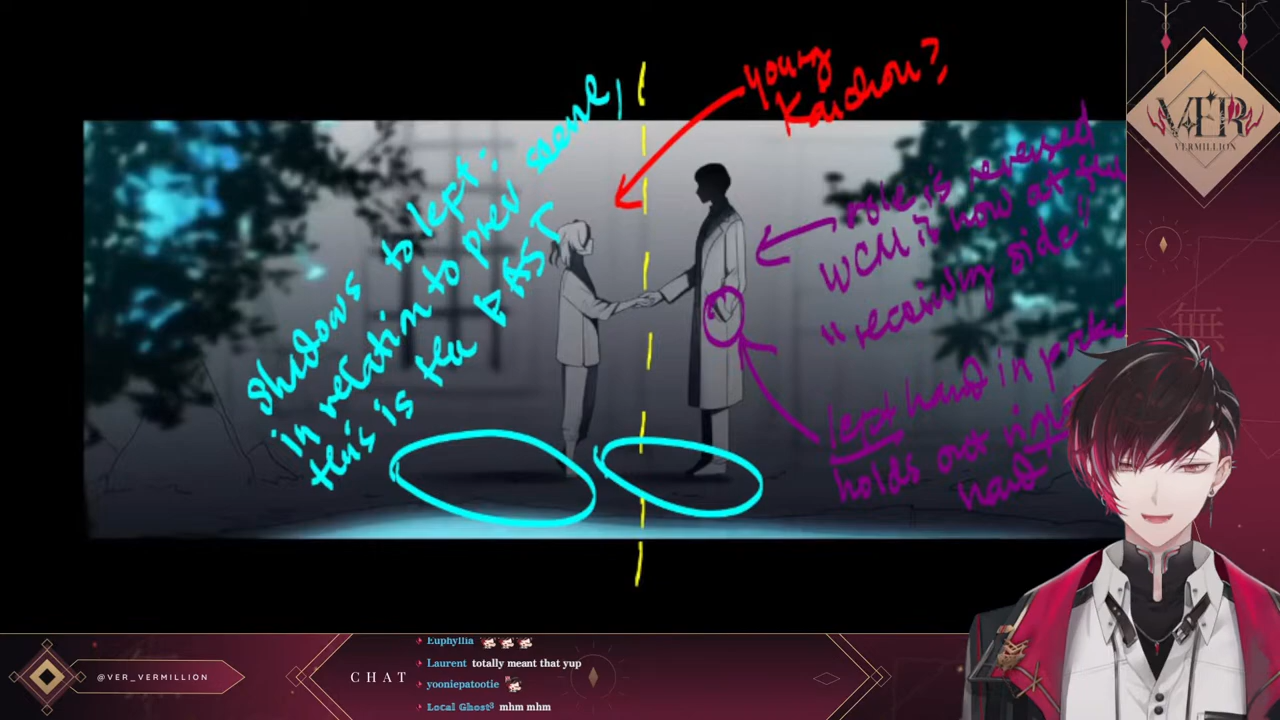 young
Kaichou?
shadows to left:
in relation to prev scene,
this is the PAST
role is reversed
WCM is now at the
"receiving side"
left hand in pocket
holds out right
hand
VER
VERMILLION
無
@VER_VERMILLION
CHAT
Euphyllia
Laurent totally meant that yup
yooniepatootie
Local Ghost mhm mhm